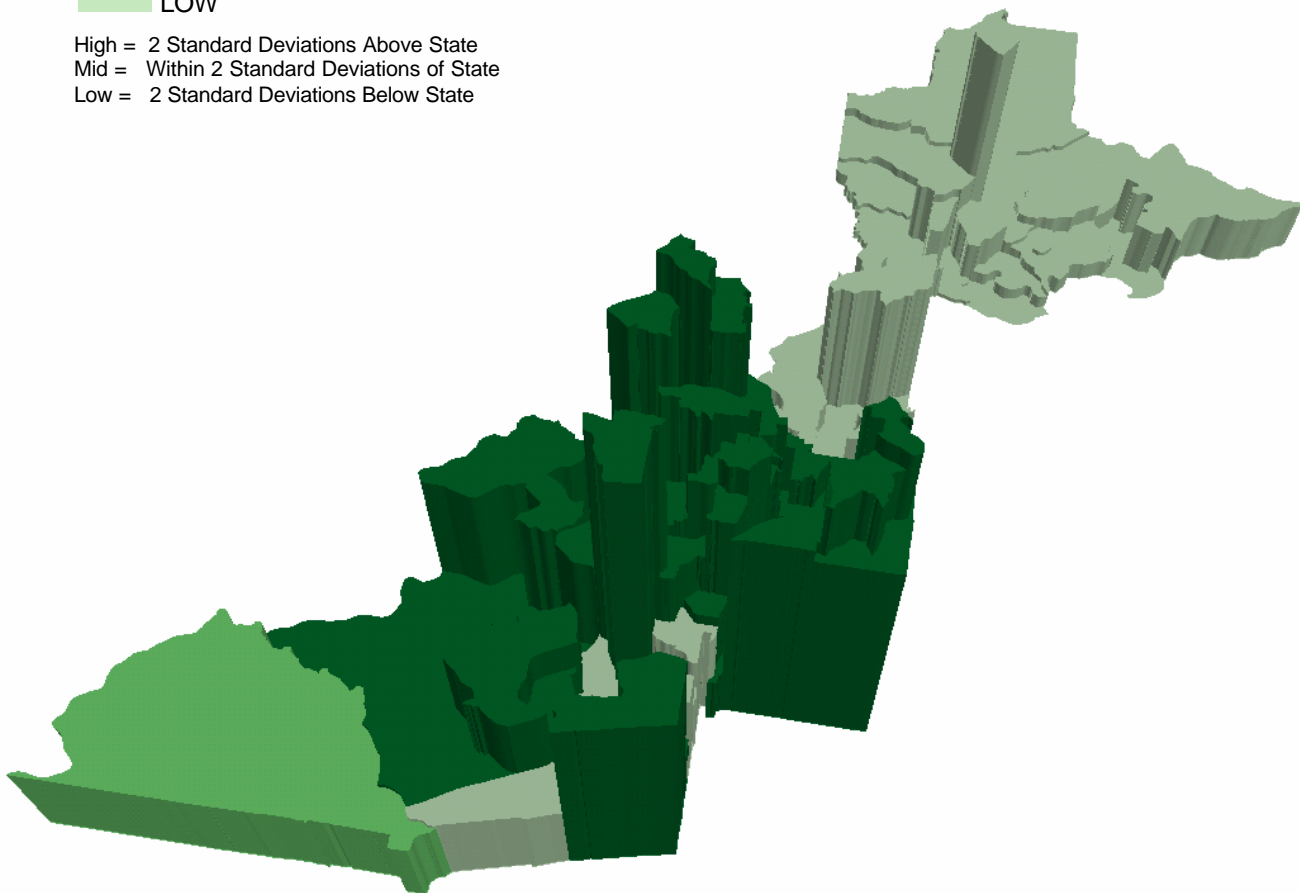 LOW
High = 2 Standard Deviations Above State
Mid = Within 2 Standard Deviations of State
Low = 2 Standard Deviations Below State